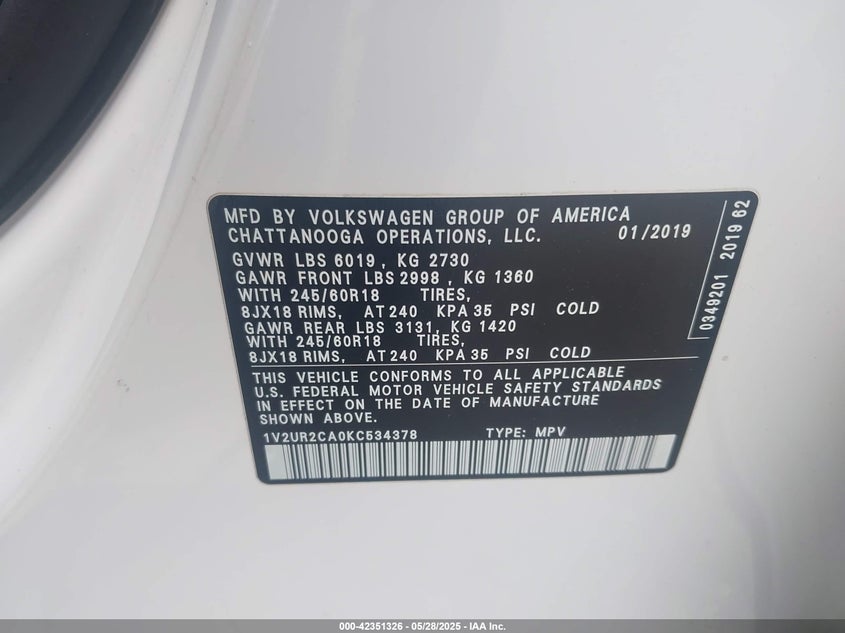 MFD BY VOLKSWAGEN GROUP OF AMERICA
CHATTANOOGA OPERATIONS, LLC. 01/2019
GVWR LBS 6019 , KG 2730
GAWR FRONT LBS 2998 , KG 1360
WITH 245/60R18 TIRES,
8JX18 RIMS, AT 240 KPA 35 PSI COLD
GAWR REAR LBS 3131, KG 1420
WITH 245/60R18 TIRES,
8JX18 RIMS, AT 240 KPA 35 PSI COLD
THIS VEHICLE CONFORMS TO ALL APPLICABLE
U.S. FEDERAL MOTOR VEHICLE SAFETY STANDARDS
IN EFFECT ON THE DATE OF MANUFACTURE
SHOWN ABOVE.
1V2UR2CA0KC534378 TYPE: MPV
0349201 2019 62
000-42351326 - 05/28/2025 - IAA Inc.